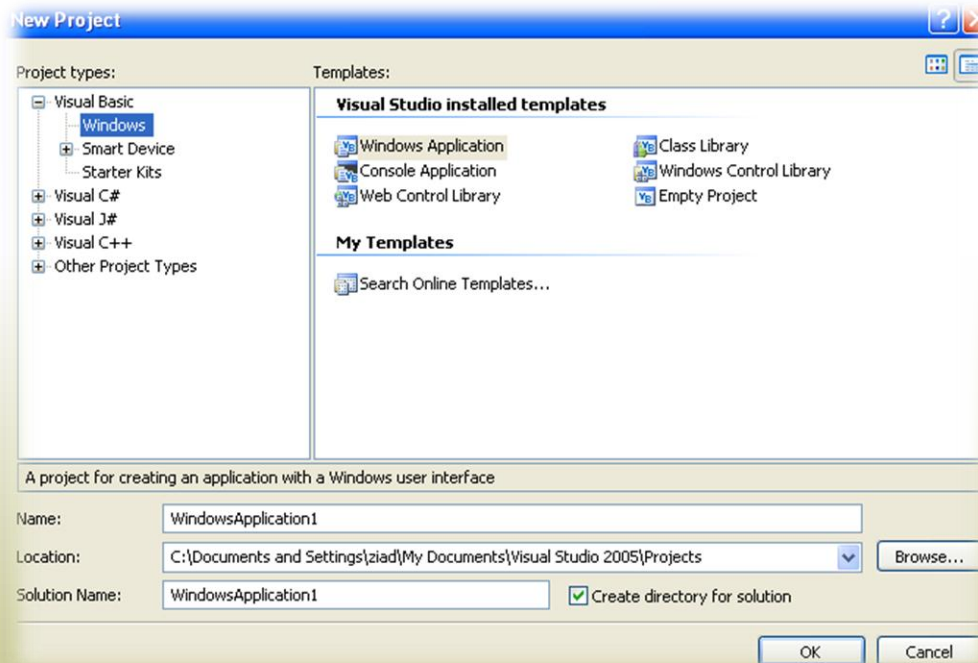 New Project
Project types:
Templates:
Visual Basic
Windows
Smart Device
Starter Kits
Visual C#
Visual J#
Visual C++
Other Project Types
Visual Studio installed templates
Windows Application
Class Library
Console Application
Windows Control Library
Web Control Library
Empty Project
My Templates
Search Online Templates...
A project for creating an application with a Windows user interface
Name:
WindowsApplication1
Location:
C:\Documents and Settings\ziad\My Documents\Visual Studio 2005\Projects
Browse...
Solution Name:
WindowsApplication1
Create directory for solution
OK
Cancel